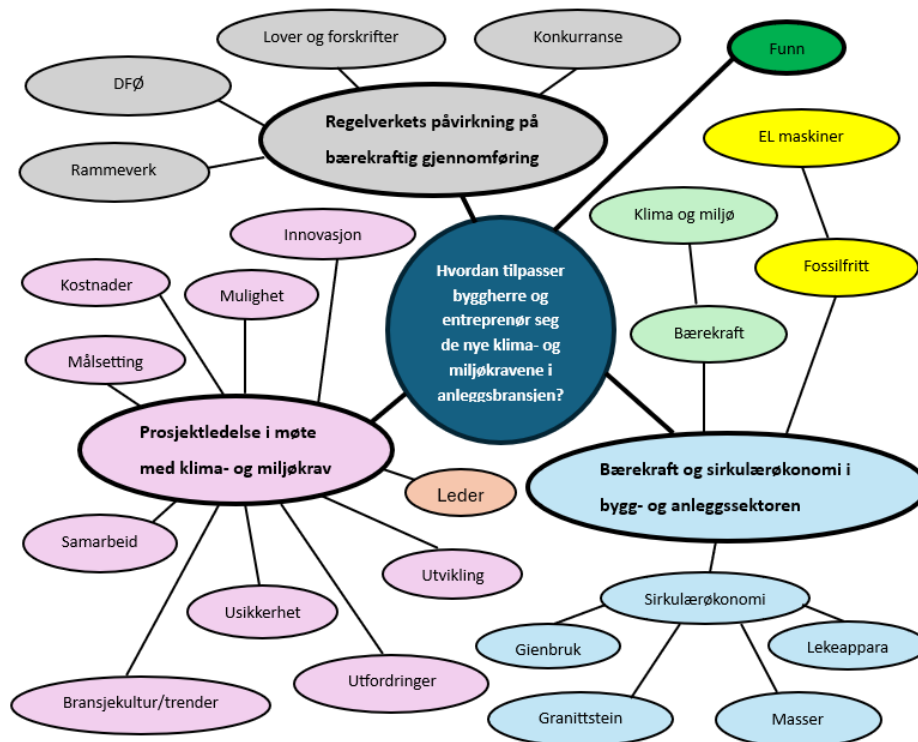 Lover og forskrifter
Konkurranse
Funn
DFØ
Regelverkets påvirkning på
bærekraftig gjennomføring
EL maskiner
Rammeverk
Klima og miljø
Innovasjon
Hvordan tilpasser
byggherre og
entreprenør seg
de nye klima- og
miljøkravene i
anleggsbransjen?
Fossilfritt
Kostnader
Mulighet
Bærekraft
Målsetting
Prosjektledelse i møte
med klima- og miljøkrav
Bærekraft og sirkulærøkonomi i
bygg- og anleggssektoren
Leder
Samarbeid
Utvikling
Sirkulærøkonomi
Usikkerhet
Gienbruk
Lekeappara
Utfordringer
Bransjekultur/trender
Granittstein
Masser